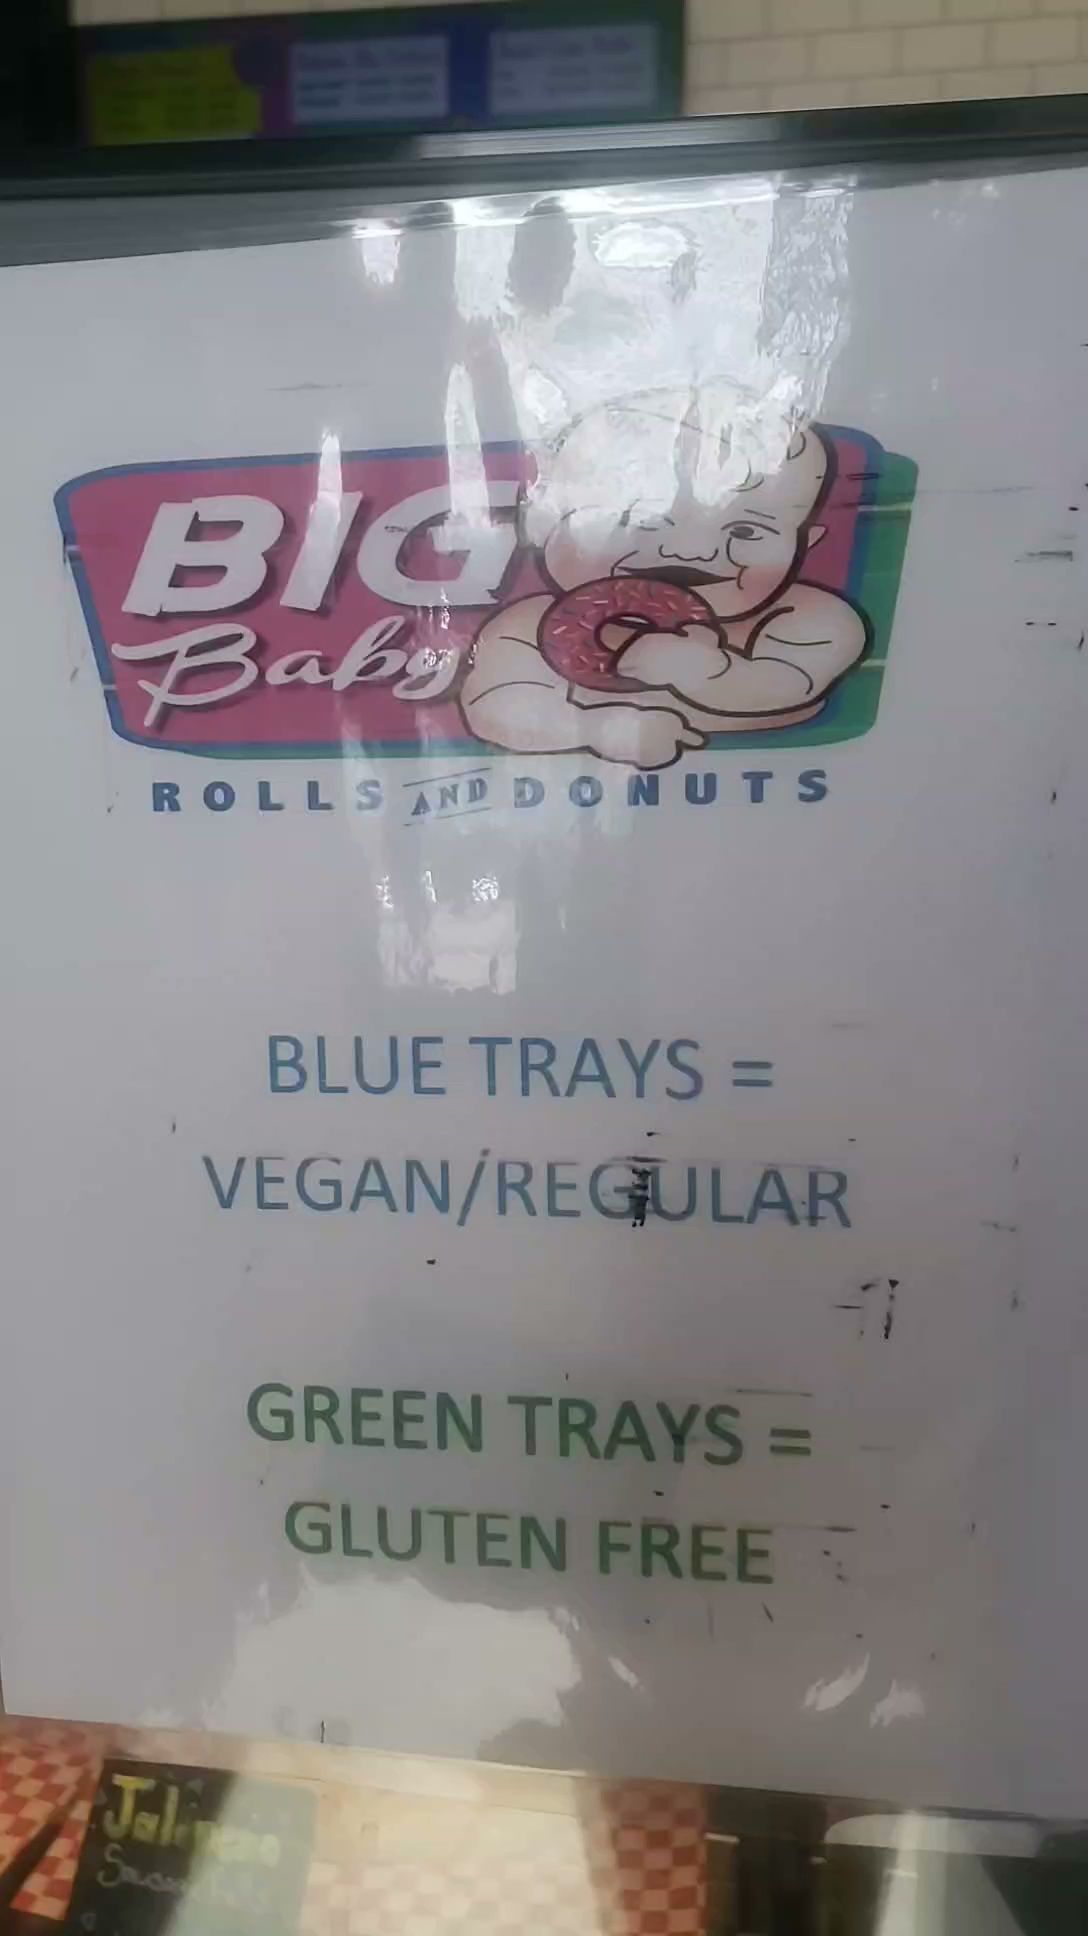 BIG
Baby
ROLLS AND DONUTS
BLUE TRAYS =
VEGAN/REGULAR
GREEN TRAYS =
GLUTEN FREE